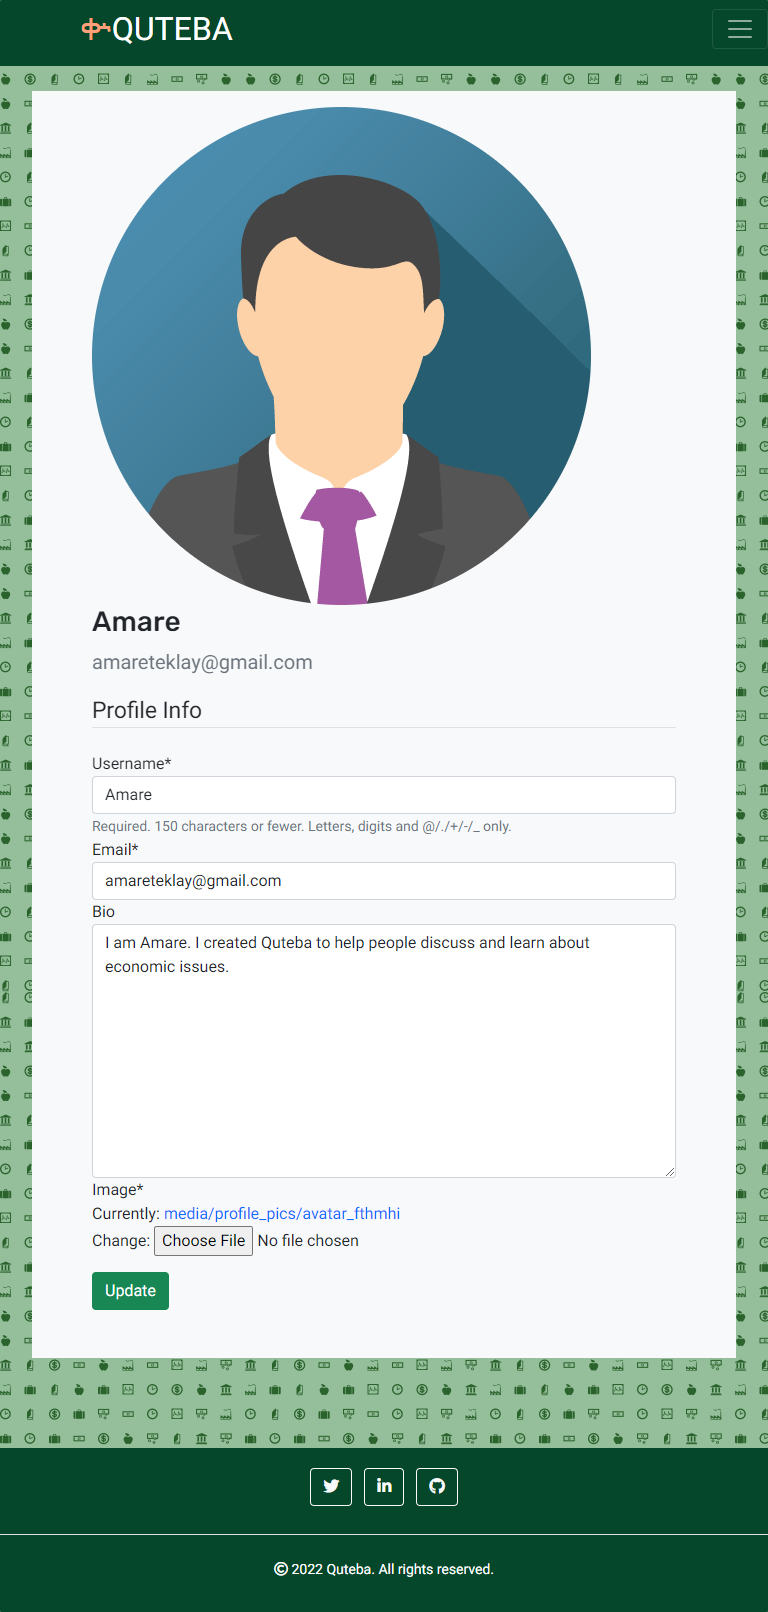 ቁጠQUTEBA
Amare
amareteklay@gmail.com
Profile Info
Username*
Amare
Required. 150 characters or fewer. Letters, digits and @/./+/-/_ only.
Email*
amareteklay@gmail.com
Bio
I am Amare. I created Quteba to help people discuss and learn about
economic issues.
Image*
Currently: media/profile_pics/avatar_fthmhi
Change: Choose File No file chosen
Update
© 2022 Quteba. All rights reserved.